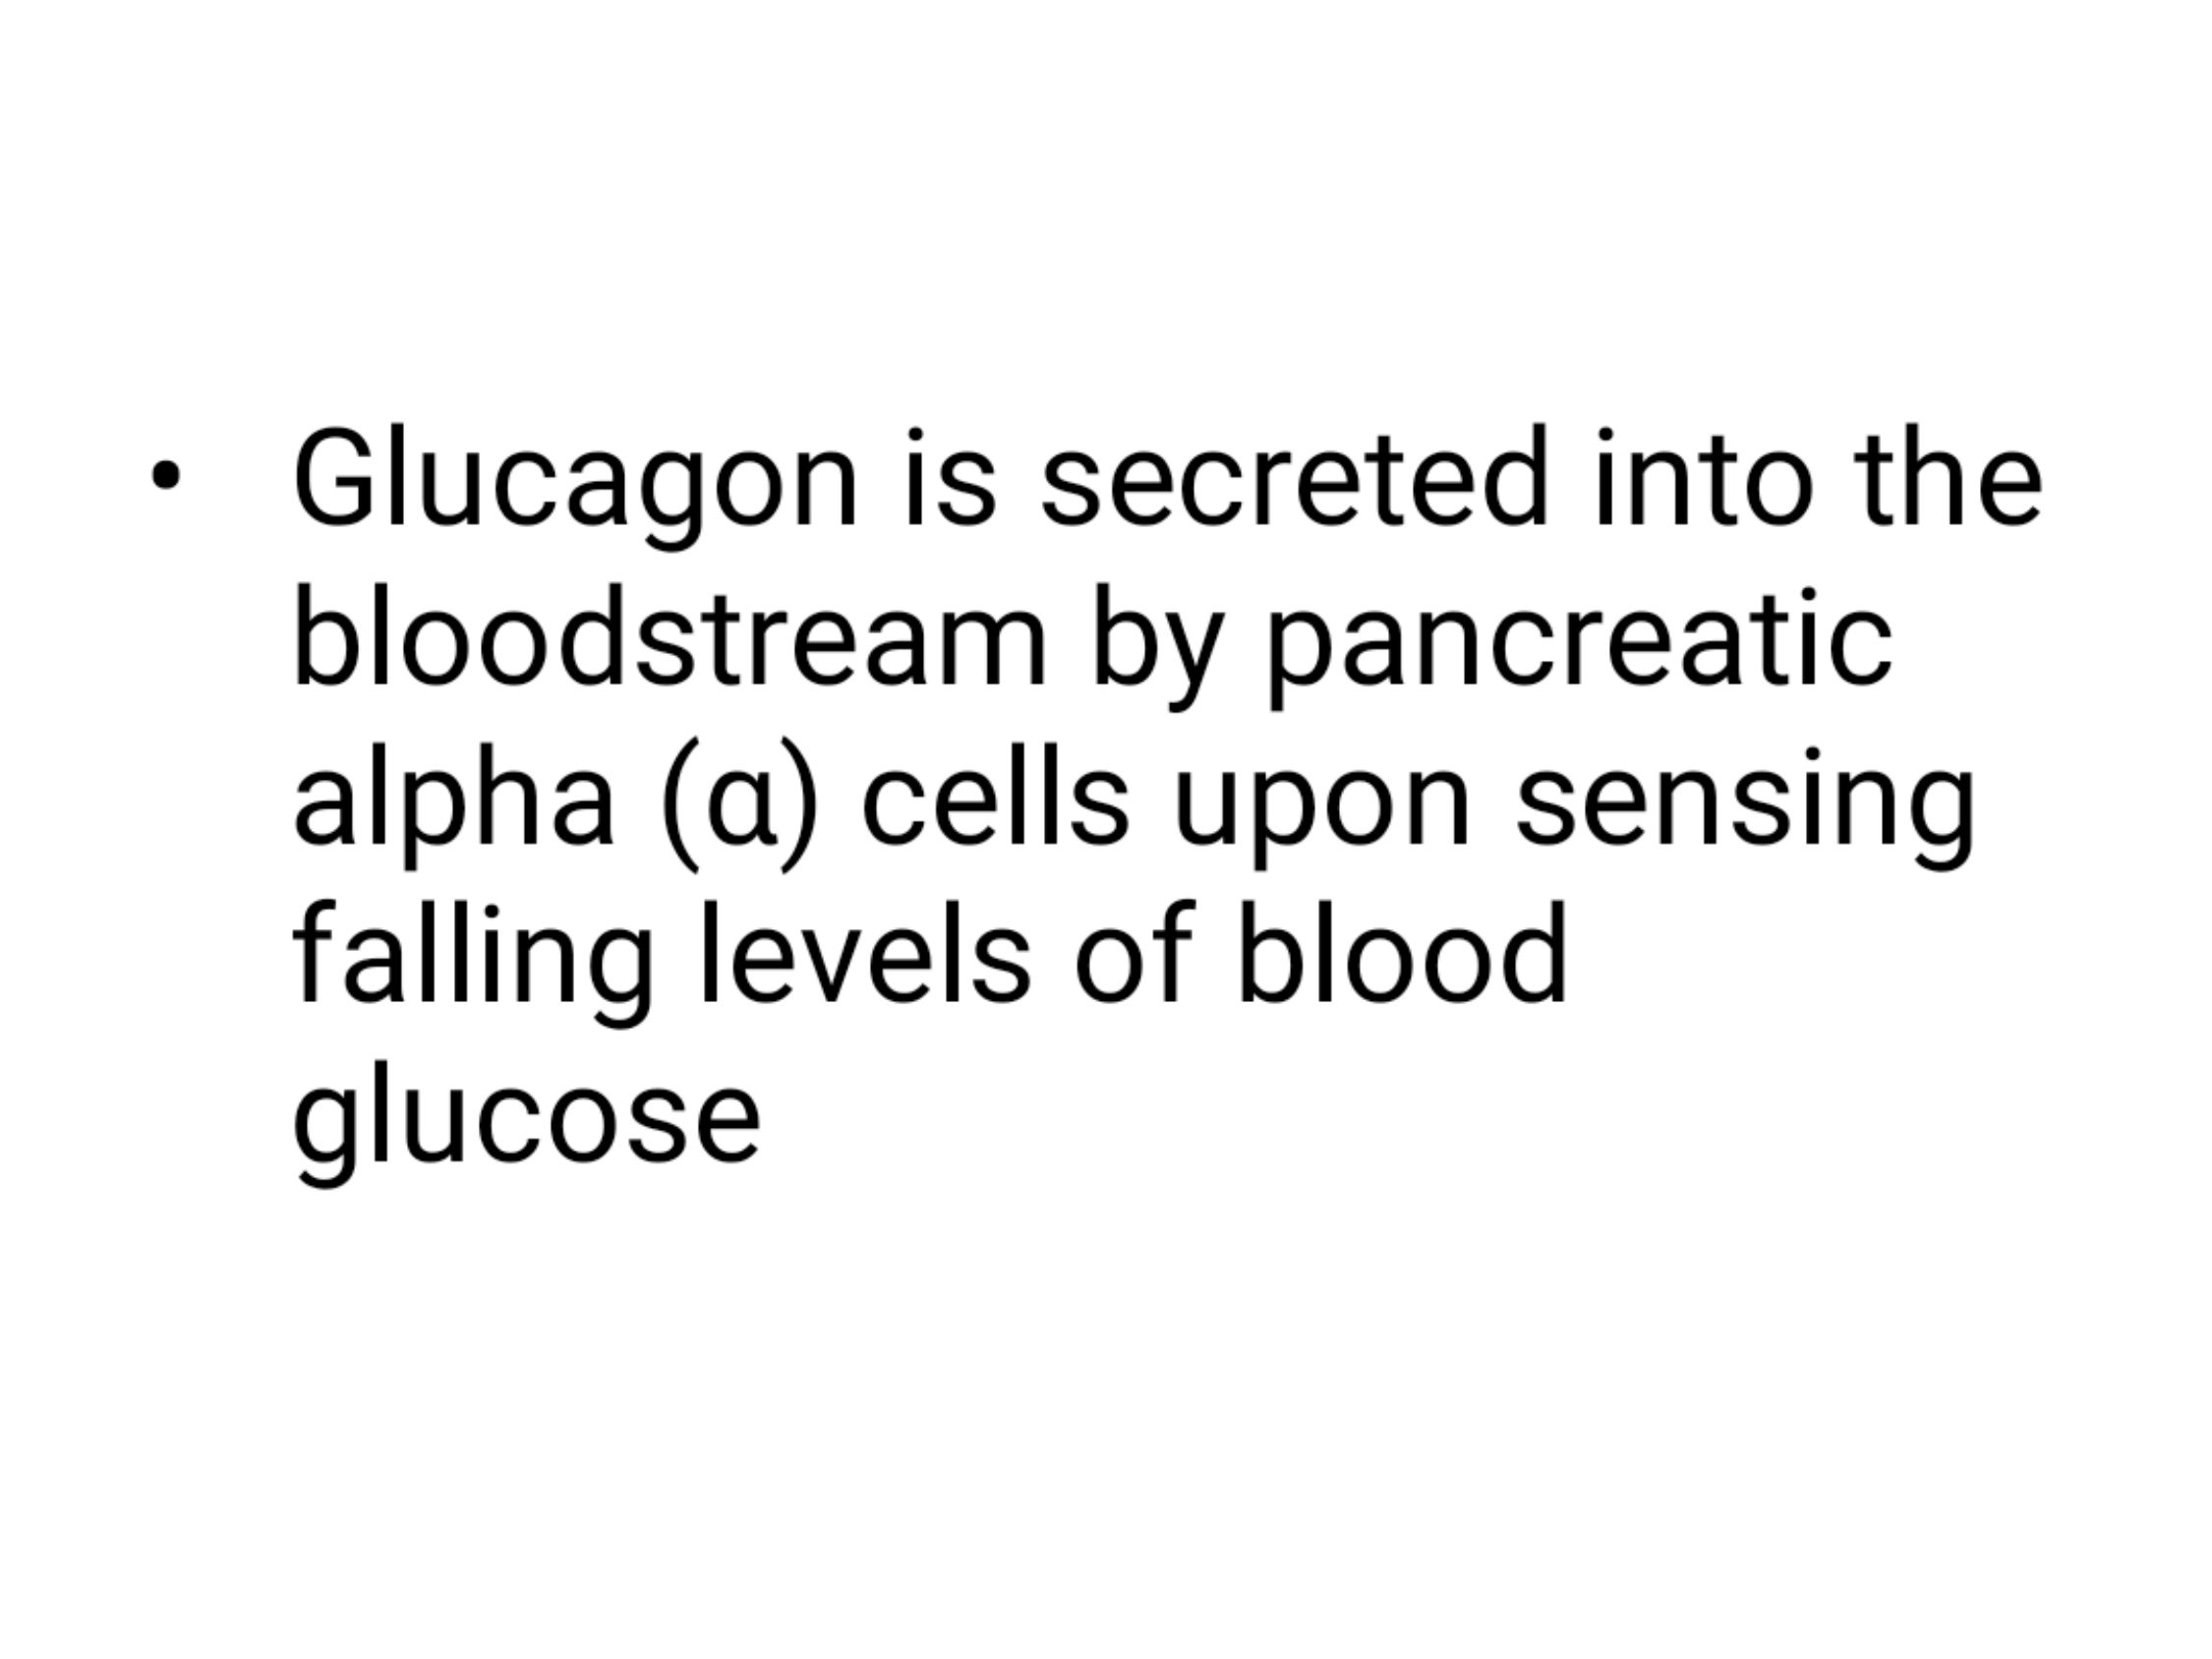 • Glucagon is secreted into the
bloodstream by pancreatic
alpha (α) cells upon sensing
falling levels of blood
glucose